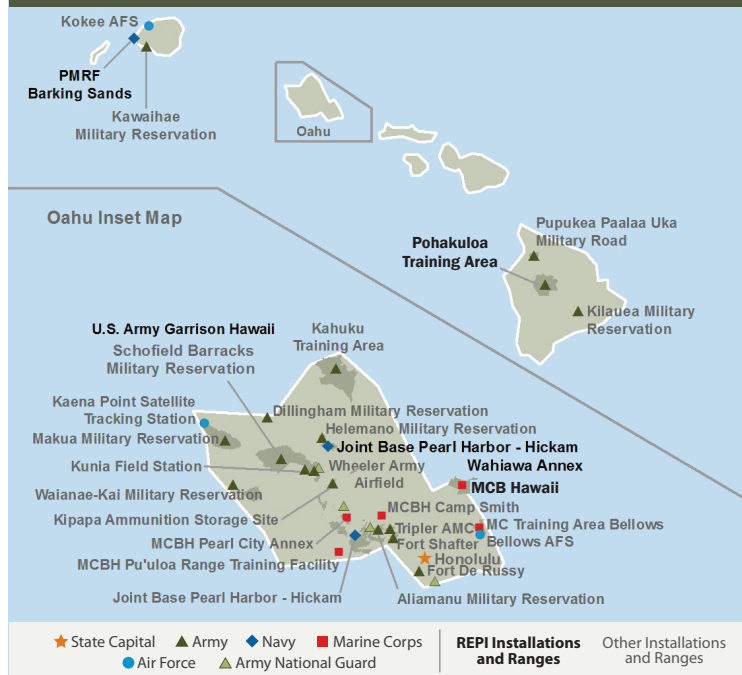 Kokee AFS
PMRF
Barking Sands
Kawaihae
Military Reservation
Oahu
Oahu Inset Map
Pupukea Paalaa Uka
Military Road
Pohakuloa
Training Area
Kilauea Military
Reservation
U.S. Army Garrison Hawaii
Schofield Barracks
Military Reservation
Kahuku
Training Area
Kaena Point Satellite
Tracking Station
Dillingham Military Reservation
Helemano Military Reservation
Makua Military Reservation
Joint Base Pearl Harbor - Hickam
Wahiawa Annex
Kunia Field Station
Wheeler Army
Airfield
MCB Hawaii
Waianae-Kai Military Reservation
Kipapa Ammunition Storage Site
MCBH Camp Smith
MC Training Area Bellows
Tripler AMC
Bellows AFS
MCBH Pearl City Annex
Fort Shafter
Honolulu
MCBH Pu'uloa Range Training Facility
Fort De Russy
Joint Base Pearl Harbor - Hickam
Aliamanu Military Reservation
State Capital
Army
Navy
Marine Corps
Air Force
Army National Guard
REPI Installations
and Ranges
Other Installations
and Ranges